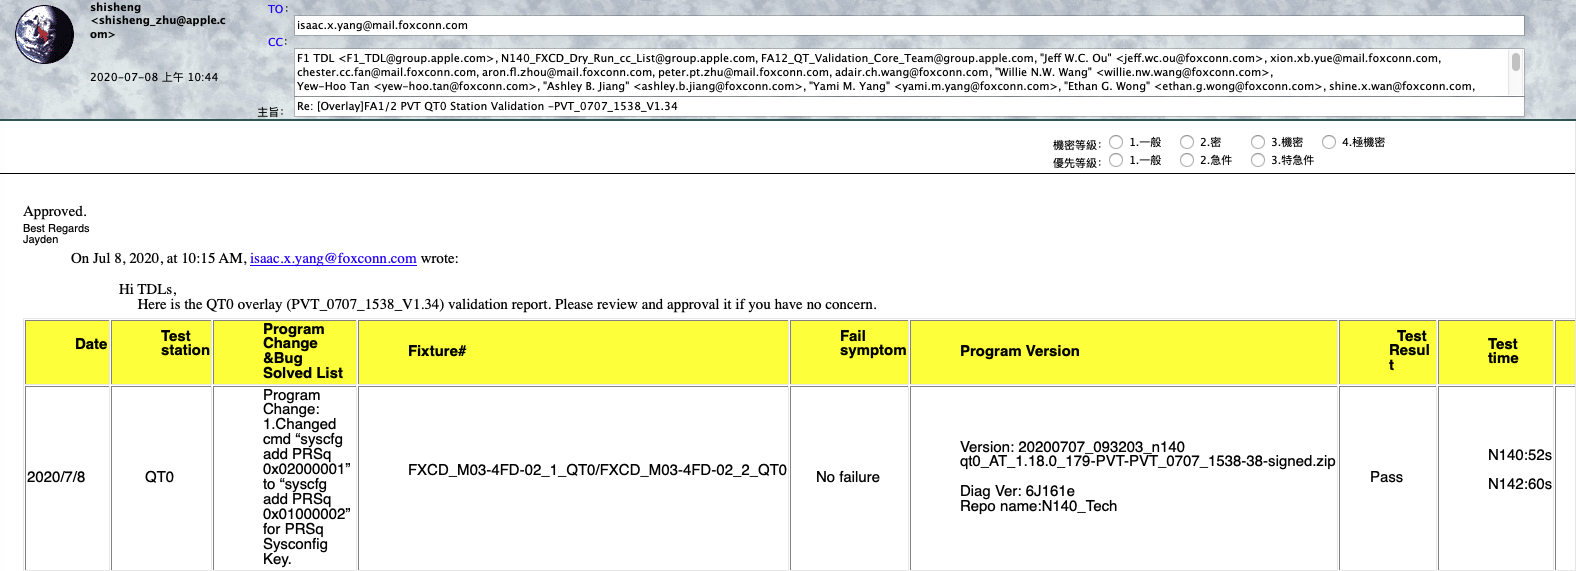 shisheng
<shisheng_zhu@apple.c
om>
2020-07-08 上午 10:44
TO:
isaac.x.yang@mail.foxconn.com
CC:
F1 TDL <F1_TDL@group.apple.com>, N140_FXCD_Dry_Run_cc_List@group.apple.com, FA12_QT_Validation_Core_Team@group.apple.com, "Jeff W.C. Ou" <jeff.wc.ou@foxconn.com>, xion.xb.yue@mail.foxconn.com,
chester.cc.fan@mail.foxconn.com, aron.fl.zhou@mail.foxconn.com, peter.pt.zhu@mail.foxconn.com, adair.ch.wang@foxconn.com, "Willie N.W. Wang" <willie.nw.wang@foxconn.com>,
Yew-Hoo Tan <yew-hoo.tan@foxconn.com>, "Ashley B. Jiang" <ashley.b.jiang@foxconn.com>, "Yami M. Yang" <yami.m.yang@foxconn.com>, "Ethan G. Wong" <ethan.g.wong@foxconn.com>, shine.x.wan@foxconn.com,
主旨:
Re: [Overlay]FA1/2 PVT QT0 Station Validation -PVT_0707_1538_V1.34
機密等級: 1.一般 2.密 3.機密 4.極機密
優先等級: 1.一般 2.急件 3.特急件
Approved.
Best Regards
Jayden
On Jul 8, 2020, at 10:15 AM, isaac.x.yang@foxconn.com wrote:
Hi TDLs,
Here is the QT0 overlay (PVT_0707_1538_V1.34) validation report. Please review and approval it if you have no concern.
Date
Test
station
Program
Change
&Bug
Solved List
Fixture#
Fail
symptom
Program Version
Test
Resul
t
Test
time
2020/7/8
QT0
Program
Change:
1.Changed
cmd “syscfg
add PRSq
0x02000001”
to “syscfg
add PRSq
0x01000002”
for PRSq
Sysconfig
Key.
FXCD_M03-4FD-02_1_QT0/FXCD_M03-4FD-02_2_QT0
No failure
Version: 20200707_093203_n140
qt0_AT_1.18.0_179-PVT-PVT_0707_1538-38-signed.zip
Diag Ver: 6J161e
Repo name:N140_Tech
Pass
N140:52s
N142:60s